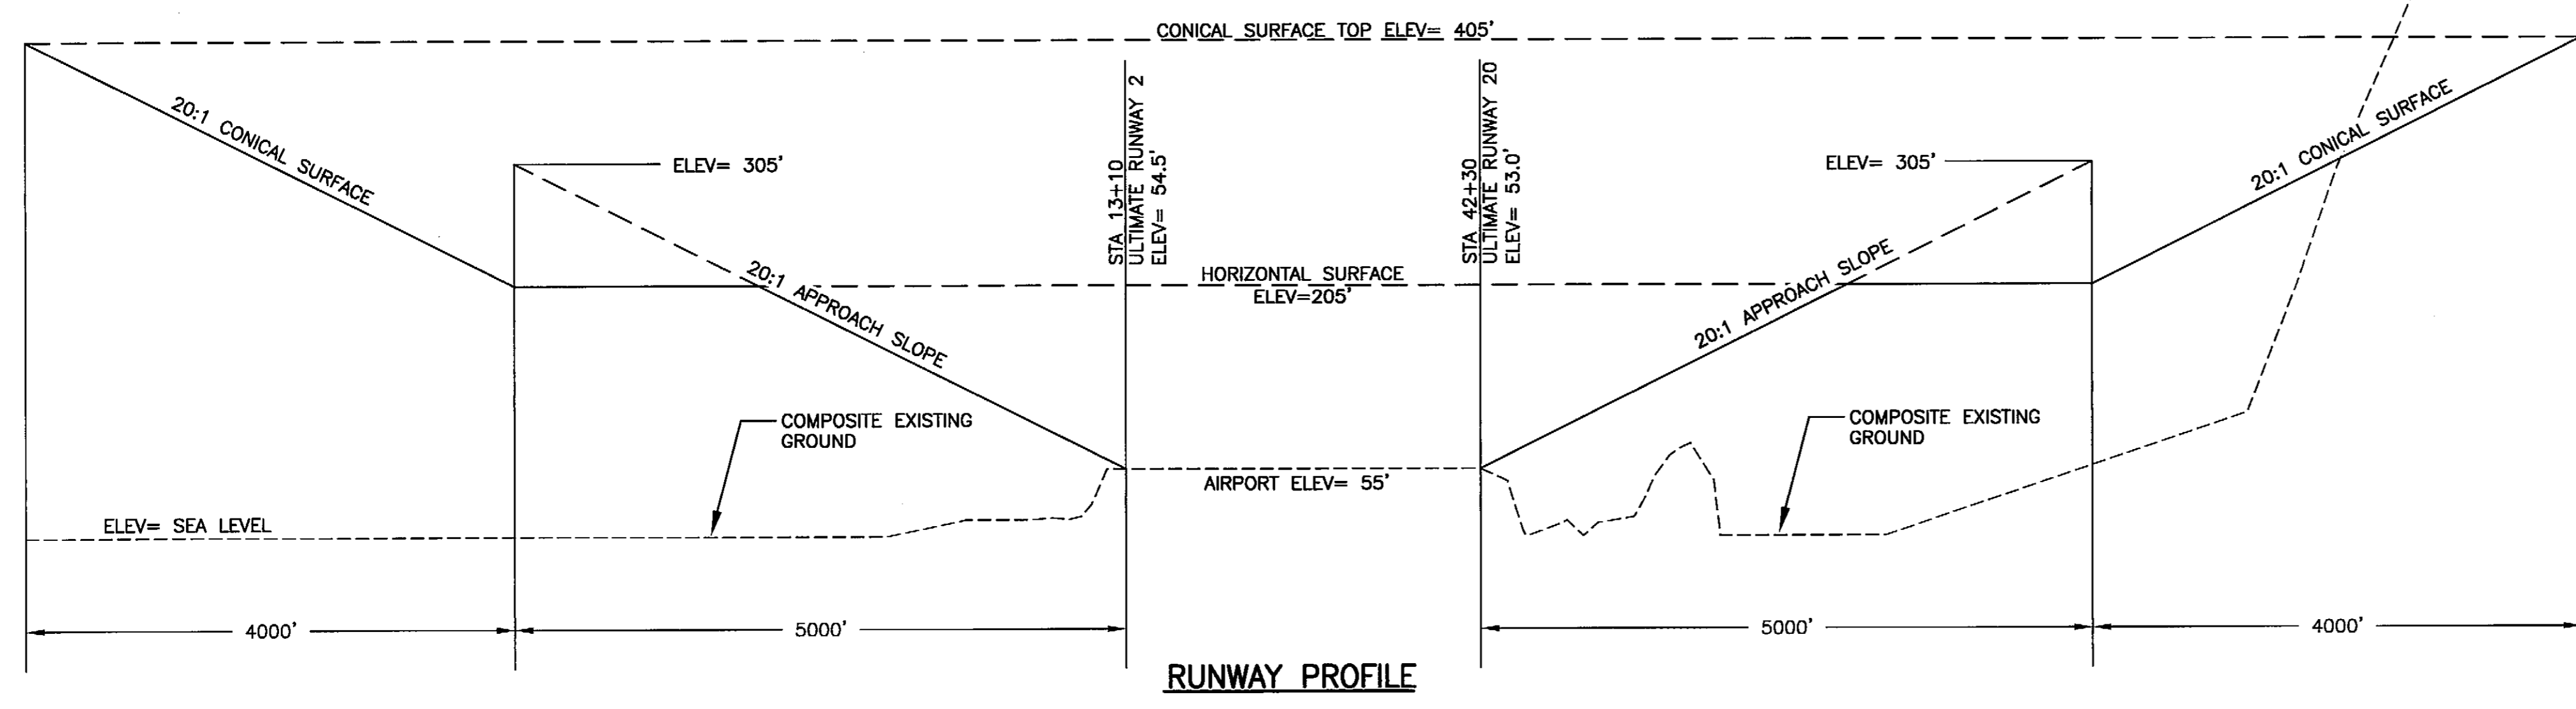 CONICAL SURFACE TOP ELEV= 405'
20:1 CONICAL SURFACE
ELEV= 305'
20:1 APPROACH SLOPE
STA 13+10
ULTIMATE RUNWAY 2
ELEV= 54.5'
HORIZONTAL SURFACE
ELEV=205'
STA 42+30
ULTIMATE RUNWAY 20
ELEV= 53.0'
ELEV= 305'
20:1 APPROACH SLOPE
20:1 CONICAL SURFACE
COMPOSITE EXISTING
GROUND
AIRPORT ELEV= 55'
COMPOSITE EXISTING
GROUND
ELEV= SEA LEVEL
4000'
5000'
5000'
4000'
RUNWAY PROFILE